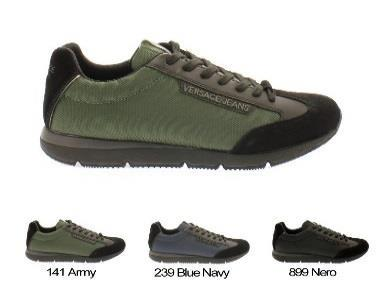 VERSACE JEANS
141 Army
239 Blue Navy
899 Nero